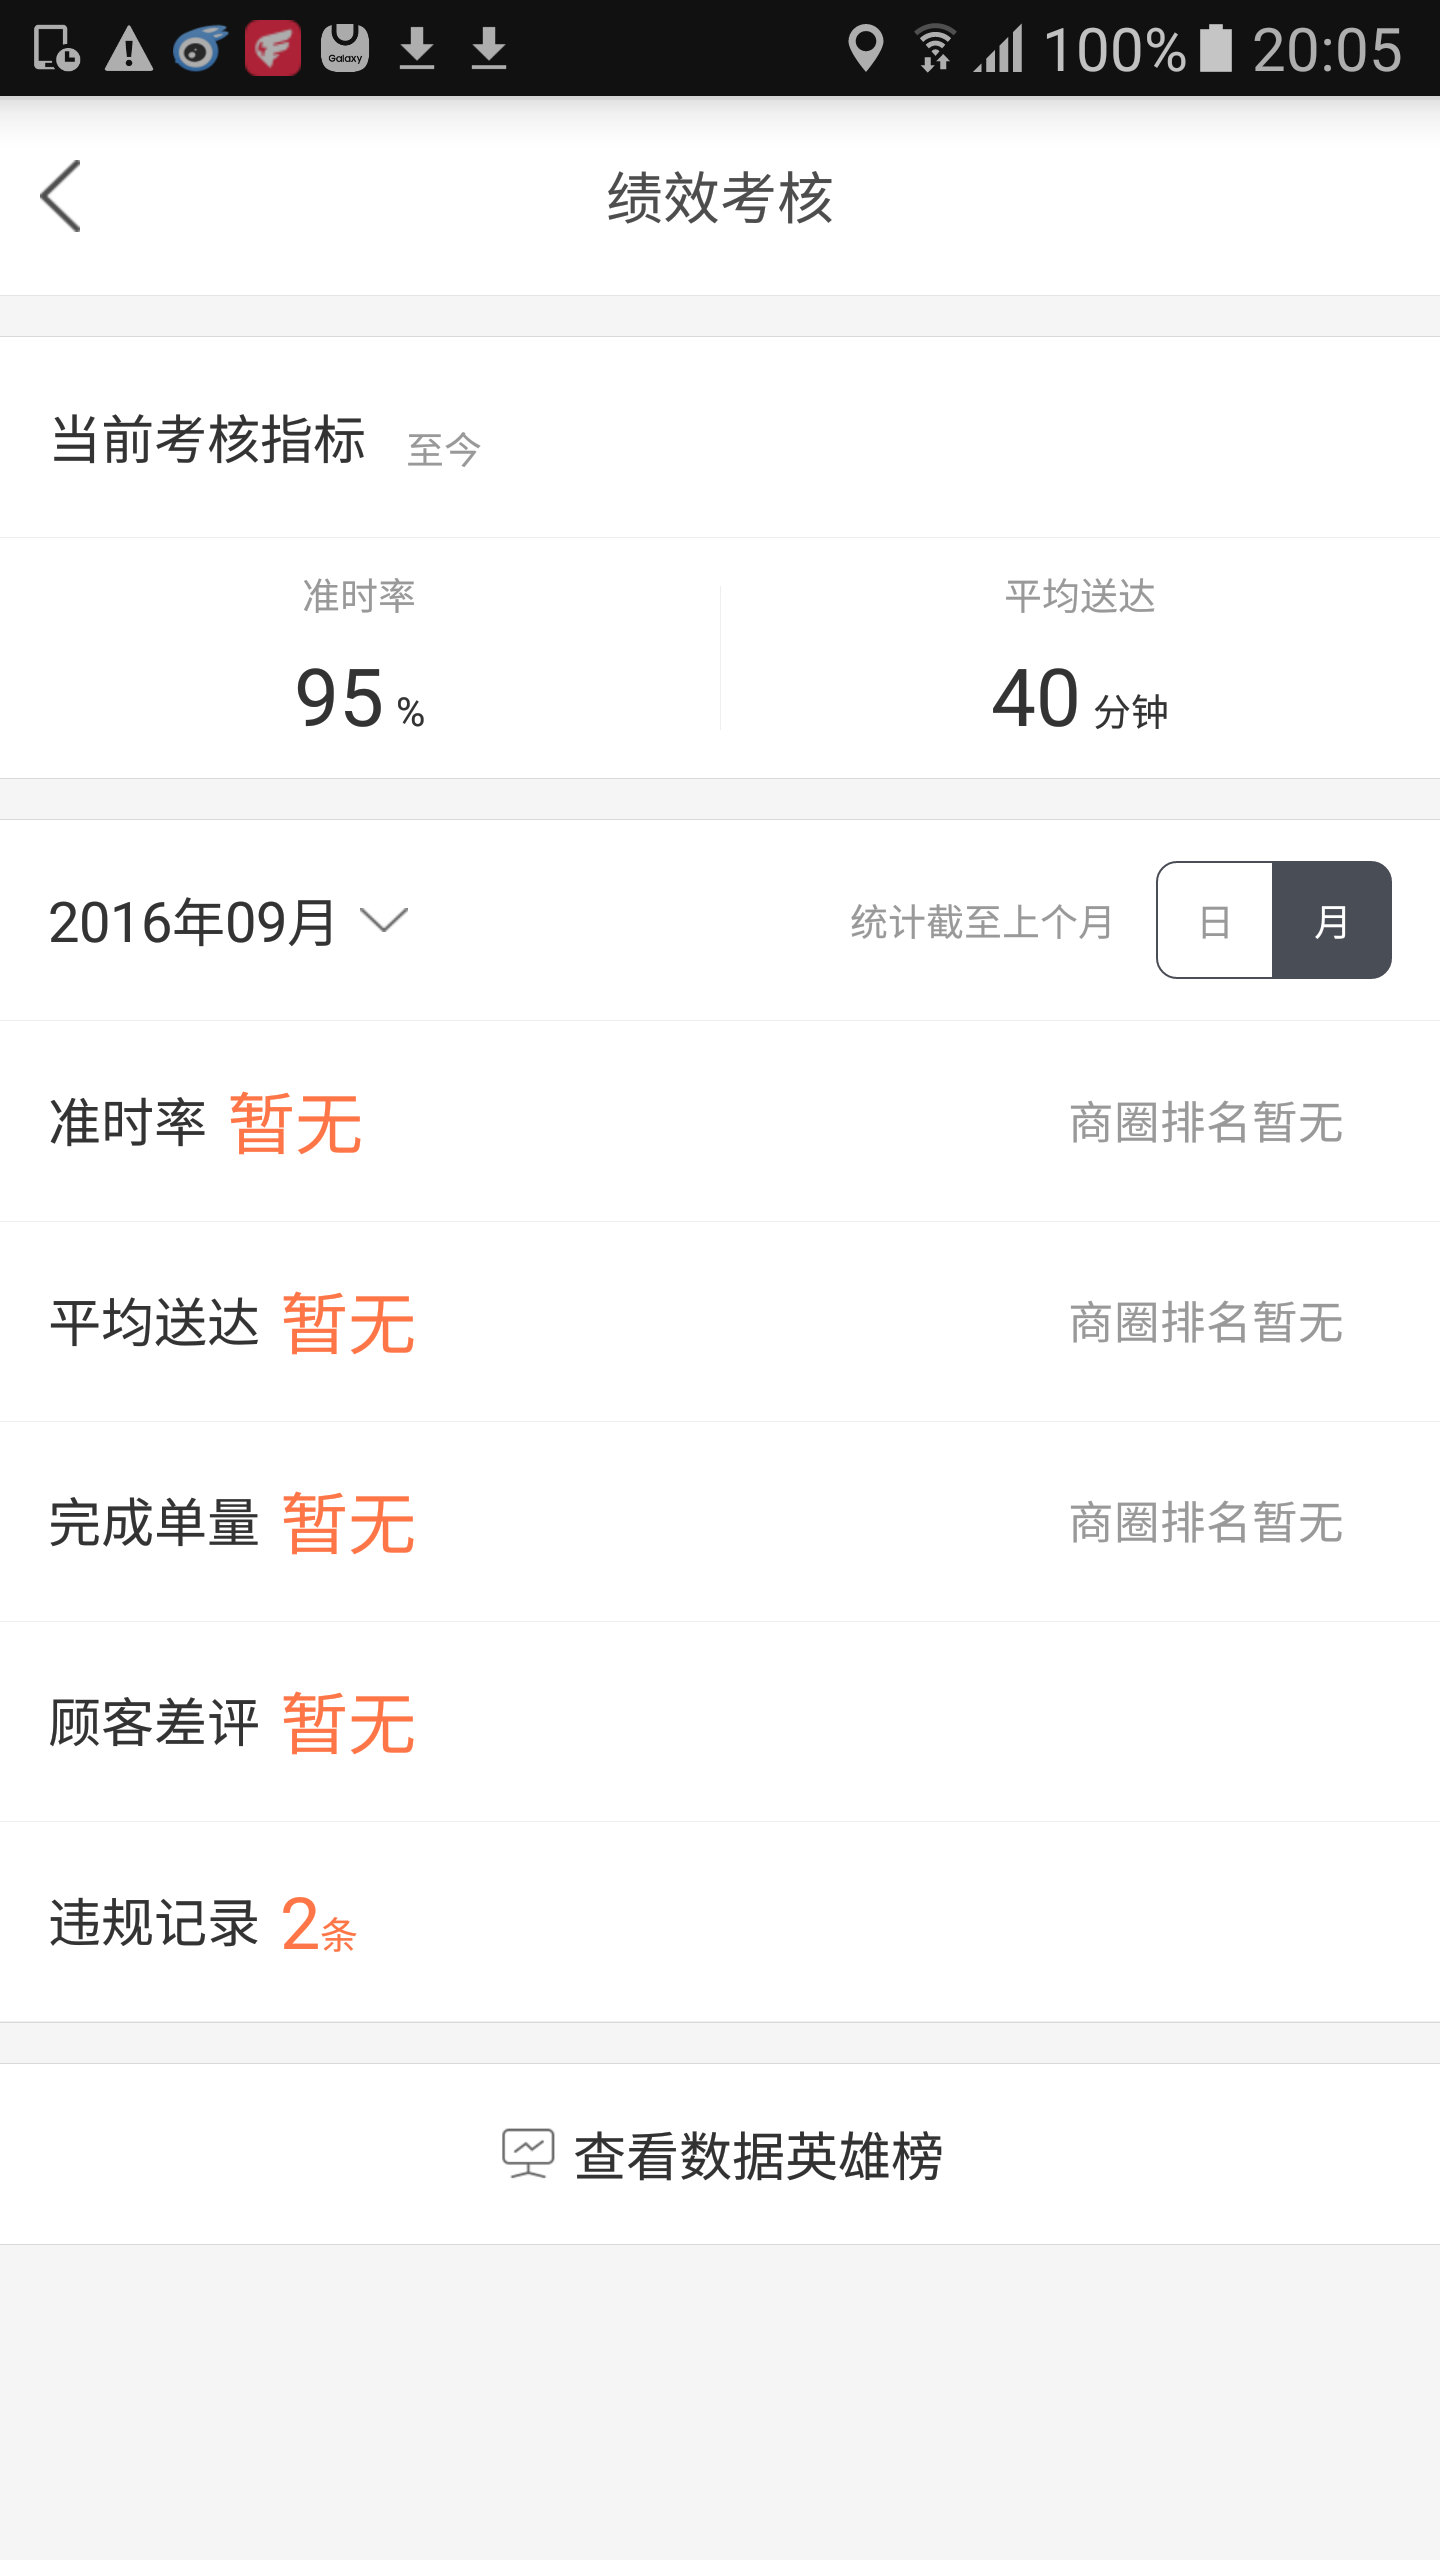 Galaxy 100% 20:05
绩效考核
当前考核指标 至今
准时率 平均送达
95 % 40 分钟
2016年09月 统计截至上个月 日 月
准时率 暂无 商圈排名暂无
平均送达 暂无 商圈排名暂无
完成单量 暂无 商圈排名暂无
顾客差评 暂无
违规记录 2条
查看数据英雄榜